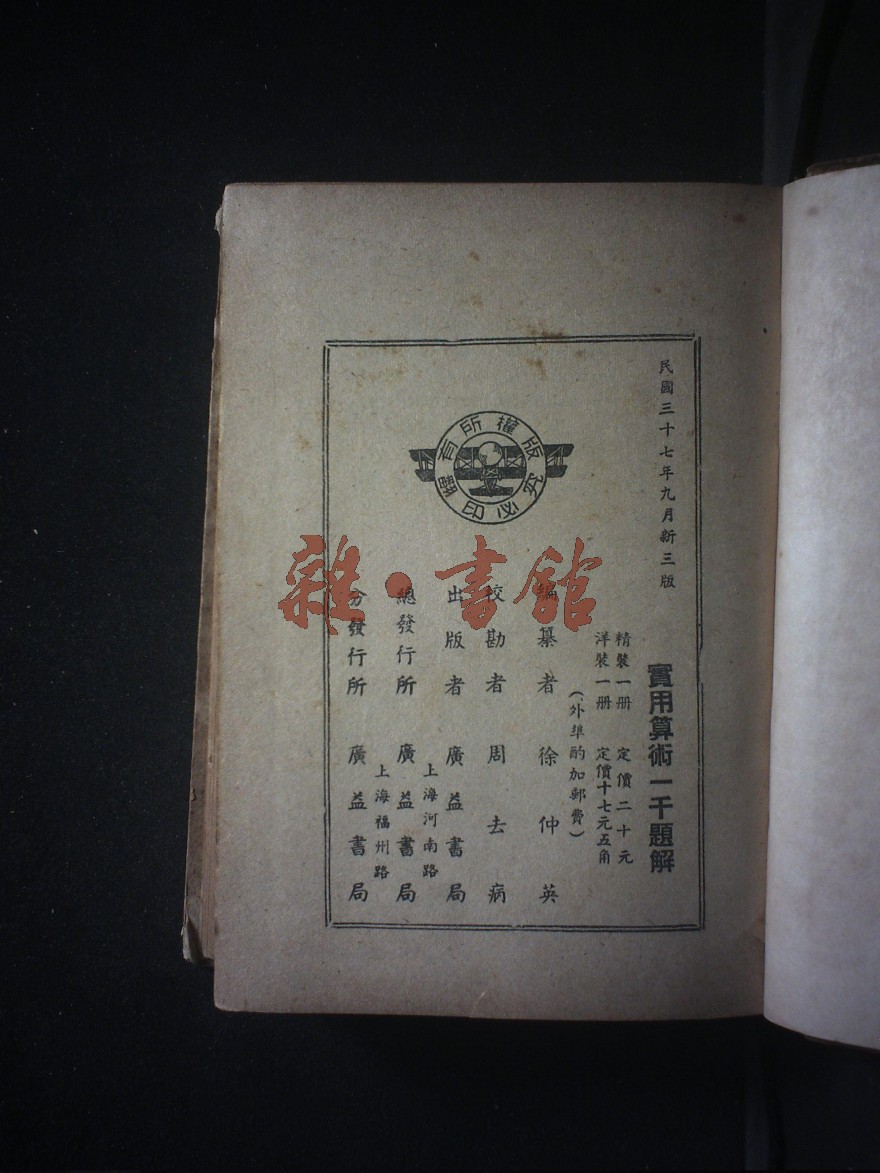 民國三十七年九月新三版
實用算術一千題解
精裝一册 定價二十元
洋裝一册 定價十七元五角
(外埠酌加郵費)
編纂者 徐仲英
校勘者 周去病
出版者 廣益書局
上海河南路
總發行所 廣益書局
上海福州路
分發行所 廣益書局
版權所有
翻印必究
雜·書館